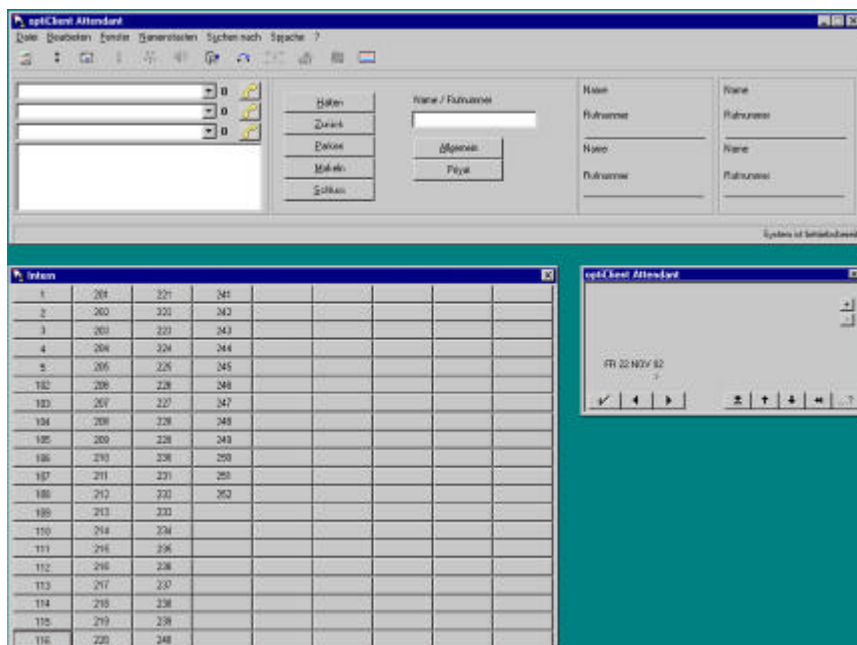 optiClient Attendant
Datei Bearbeiten Fenster Namenstasten Suchen nach Sprache ?
0
0
0
Halten
Zurück
Parken
Makeln
Schluss
Name / Rufnummer
Allgemein
Privat
Name Name
Rufnummer Rufnummer
Name Name
Rufnummer Rufnummer
System ist betriebsbereit
Intern
1 201 221 241
2 202 222 242
3 203 223 243
4 204 224 244
5 205 225 245
102 206 226 246
103 207 227 247
104 208 228 248
105 209 229 249
106 210 230 250
107 211 231 251
108 212 232 252
109 213 233
110 214 234
111 215 235
112 216 236
113 217 237
114 218 238
115 219 239
116 220 240
optiClient Attendant
FR 22 NOV 02